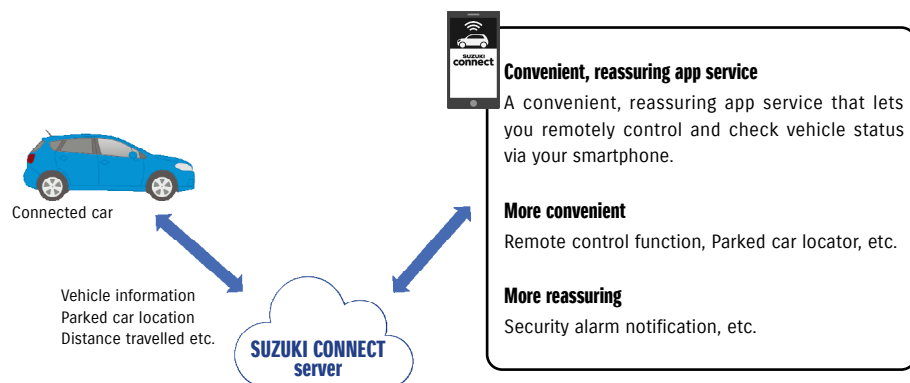 SUZUKI
connect
Convenient, reassuring app service
A convenient, reassuring app service that lets
you remotely control and check vehicle status
via your smartphone.
More convenient
Remote control function, Parked car locator, etc.
More reassuring
Security alarm notification, etc.
Connected car
Vehicle information
Parked car location
Distance travelled etc.
SUZUKI CONNECT
server